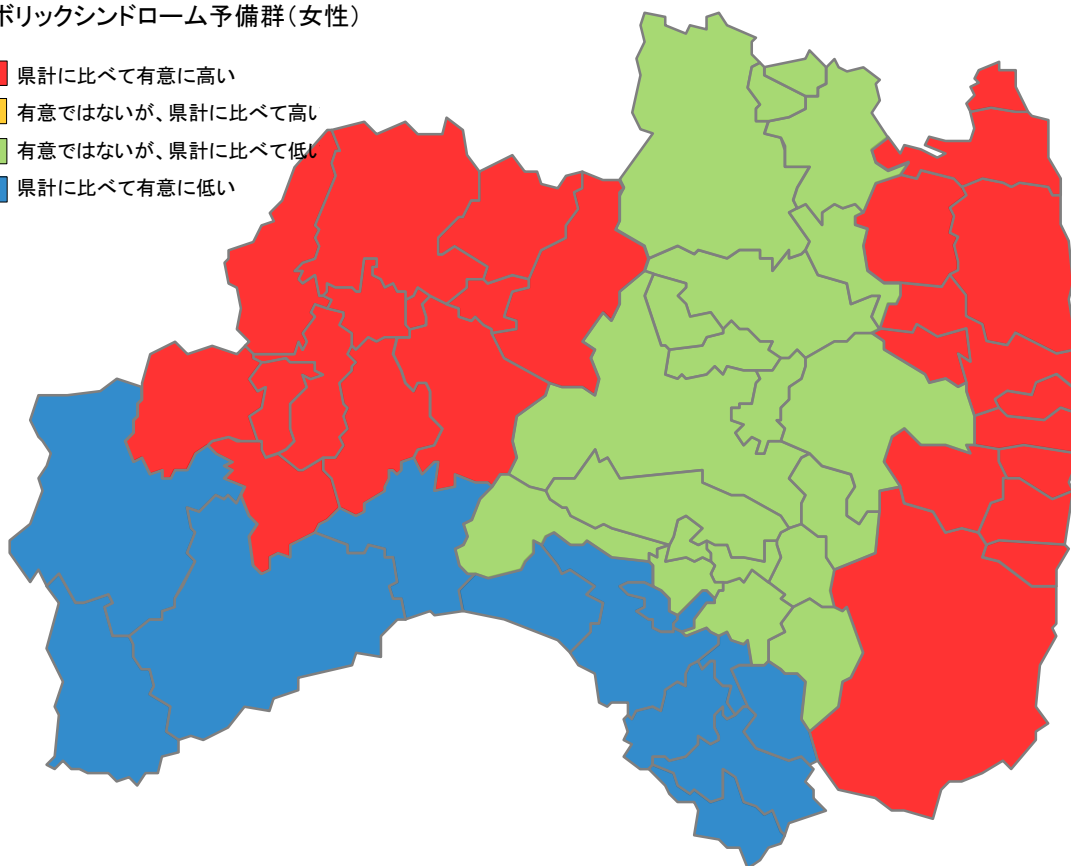 ボリックシンドローム予備群（女性）
県計に比べて有意に高い
有意ではないが、県計に比べて高い
有意ではないが、県計に比べて低い
県計に比べて有意に低い